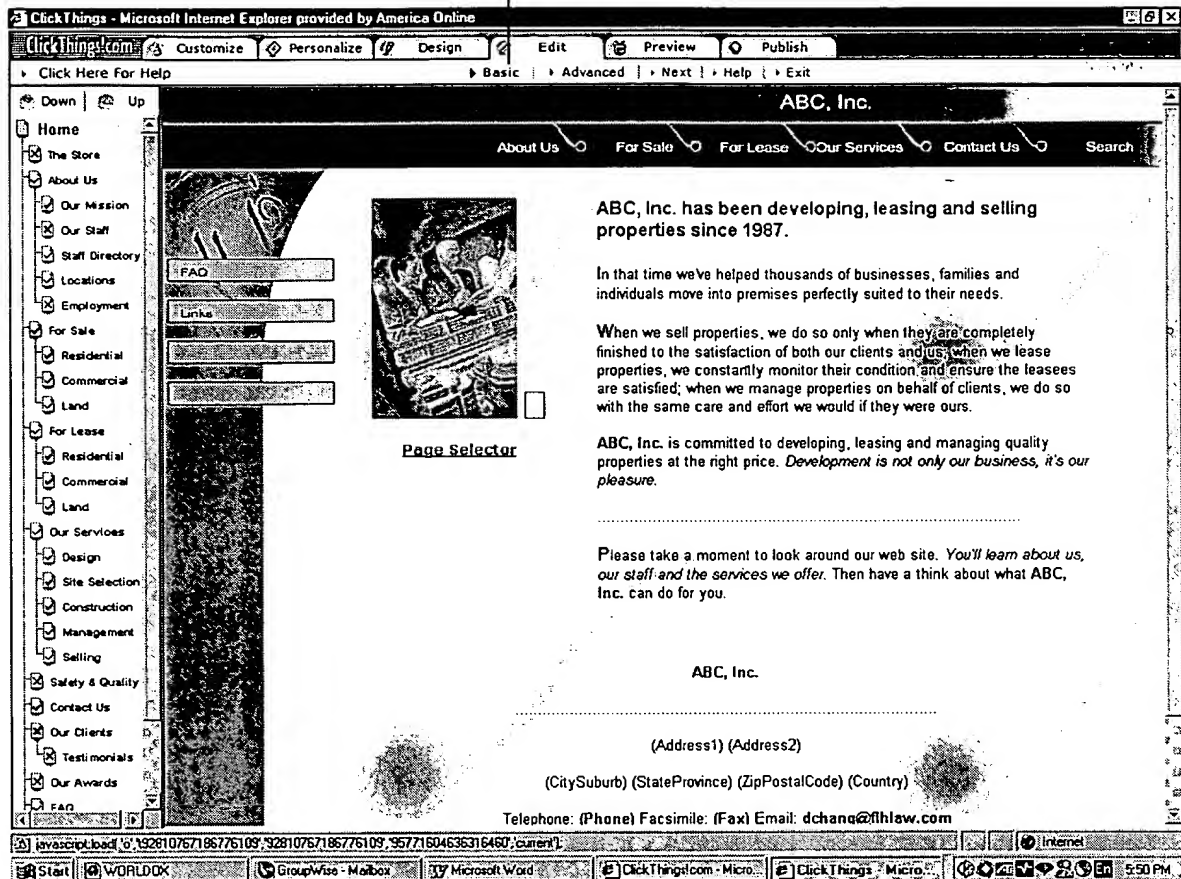 ClickThings - Microsoft Internet Explorer provided by America Online
ClickThings!.com Customize Personalize Design Edit Preview Publish
Click Here For Help Basic Advanced Next Help Exit
Down Up
Home
The Store
About Us
Our Mission
Our Staff
Staff Directory
Locations
Employment
For Sale
Residential
Commercial
Land
For Lease
Residential
Commercial
Land
Our Services
Design
Site Selection
Construction
Management
Selling
Safety & Quality
Contact Us
Our Clients
Testimonials
Our Awards
FAQ
ABC, Inc.
About Us For Sale For Lease Our Services Contact Us Search
FAQ
Links
Page Selector
ABC, Inc. has been developing, leasing and selling
properties since 1987.
In that time we've helped thousands of businesses, families and
individuals move into premises perfectly suited to their needs.
When we sell properties, we do so only when they are completely
finished to the satisfaction of both our clients and us; when we lease
properties, we constantly monitor their condition and ensure the leasees
are satisfied; when we manage properties on behalf of clients, we do so
with the same care and effort we would if they were ours.
ABC, Inc. is committed to developing, leasing and managing quality
properties at the right price. Development is not only our business, it's our
pleasure.
Please take a moment to look around our web site. You'll learn about us,
our staff and the services we offer. Then have a think about what ABC,
Inc. can do for you.
ABC, Inc.
(Address1) (Address2)
(CitySuburb) (StateProvince) (ZipPostalCode) (Country)
Telephone: (Phone) Facsimile: (Fax) Email: dchang@flhlaw.com
Internet
Start WORLDOX GroupWise - Mailbox Microsoft Word ClickThings!com - Micro... ClickThings - Micro... En 5:50 PM